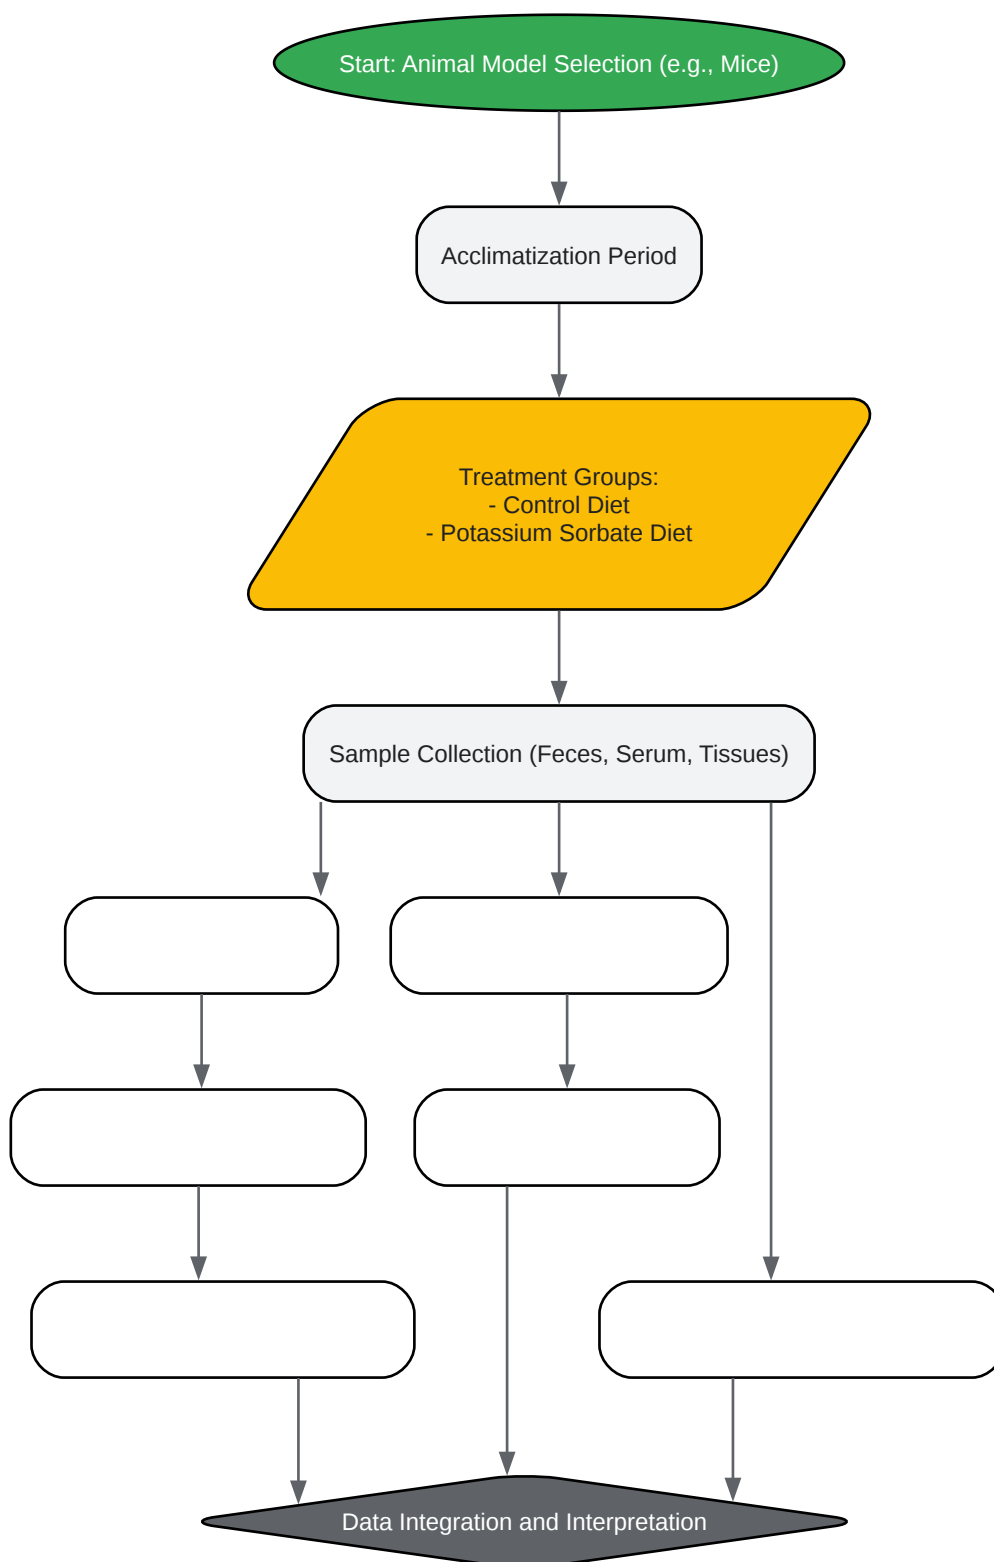 Start: Animal Model Selection (e.g., Mice)
Acclimatization Period
Treatment Groups:
- Control Diet
- Potassium Sorbate Diet
Sample Collection (Feces, Serum, Tissues)
Data Integration and Interpretation